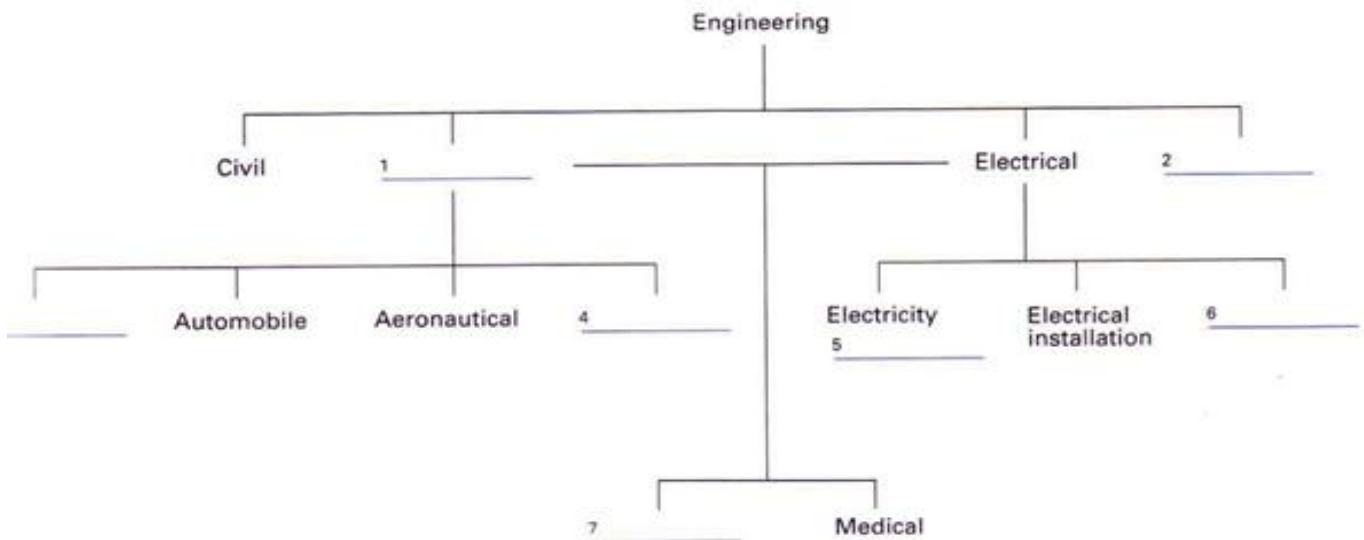 Engineering
Civil
1
Electrical
2
Automobile
Aeronautical
4
Electricity
5
Electrical
installation
6
7
Medical